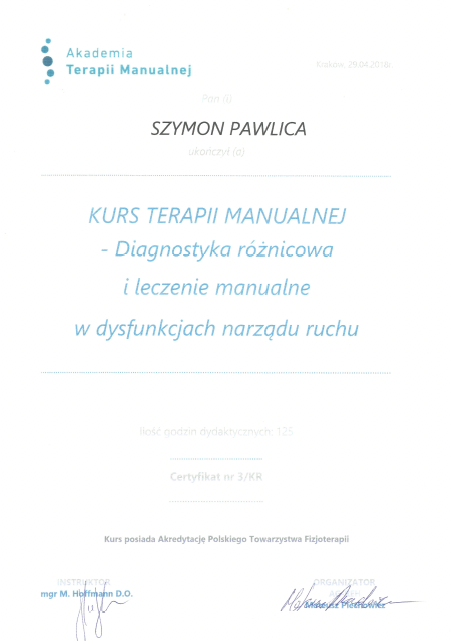 Akademia
Terapii Manualnej
Kraków, 29.04.2018r.
Pan (i)
SZYMON PAWLICA
ukończył (a)
KURS TERAPII MANUALNEJ
- Diagnostyka różnicowa
i leczenie manualne
w dysfunkcjach narządu ruchu
Ilość godzin dydaktycznych: 125
Certyfikat nr 3/KR
Kurs posiada Akredytację Polskiego Towarzystwa Fizjoterapii
INSTRUKTOR
mgr M. Hoffmann D.O.
ORGANIZATOR
Mateusz Pietrowicz